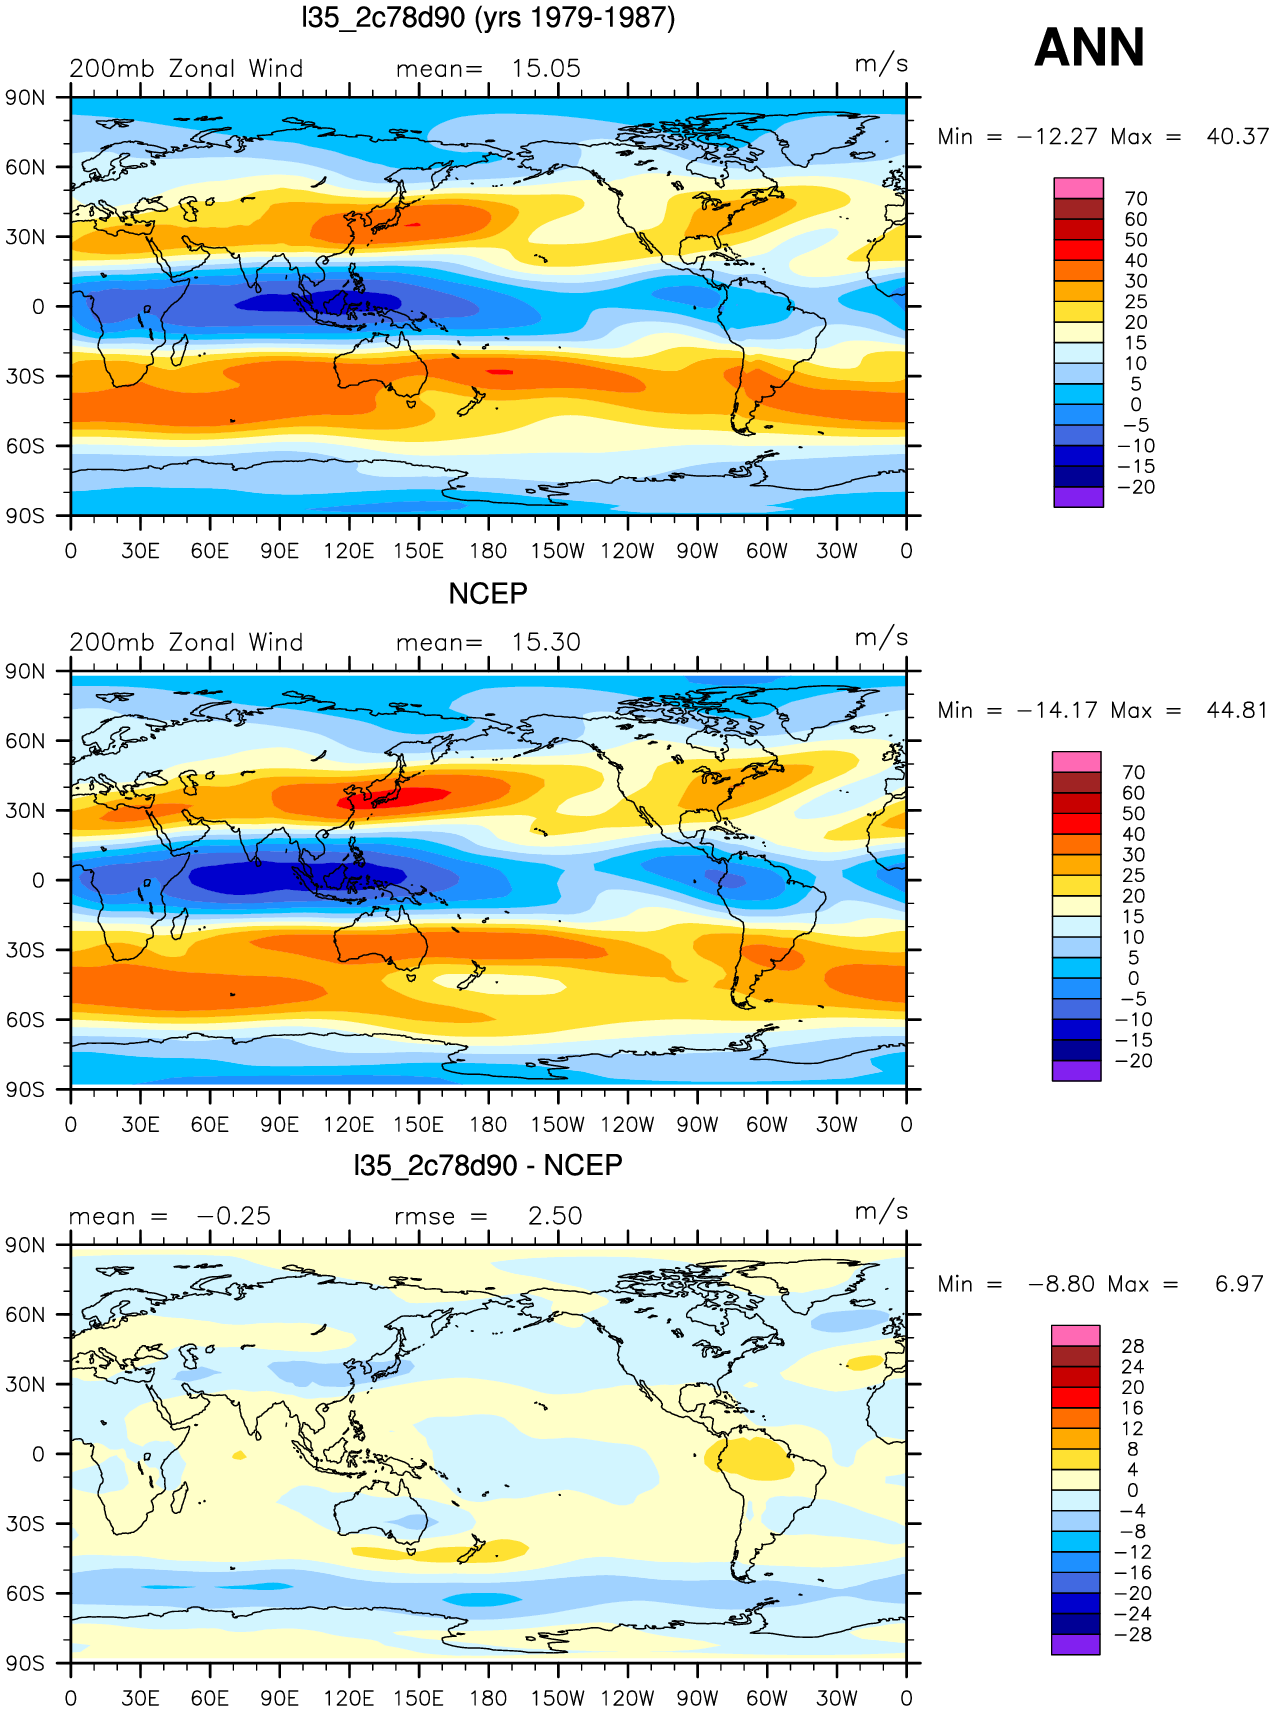 l35_2c78d90 (yrs 1979-1987)
ANN
200mb Zonal Wind mean= 15.05 m/s
Min = -12.27 Max = 40.37
90N
60N
30N
0
30S
60S
90S
0 30E 60E 90E 120E 150E 180 150W 120W 90W 60W 30W 0
70
60
50
40
30
25
20
15
10
5
0
-5
-10
-15
-20
NCEP
200mb Zonal Wind mean= 15.30 m/s
Min = -14.17 Max = 44.81
90N
60N
30N
0
30S
60S
90S
0 30E 60E 90E 120E 150E 180 150W 120W 90W 60W 30W 0
70
60
50
40
30
25
20
15
10
5
0
-5
-10
-15
-20
l35_2c78d90 - NCEP
mean = -0.25 rmse = 2.50 m/s
Min = -8.80 Max = 6.97
90N
60N
30N
0
30S
60S
90S
0 30E 60E 90E 120E 150E 180 150W 120W 90W 60W 30W 0
28
24
20
16
12
8
4
0
-4
-8
-12
-16
-20
-24
-28